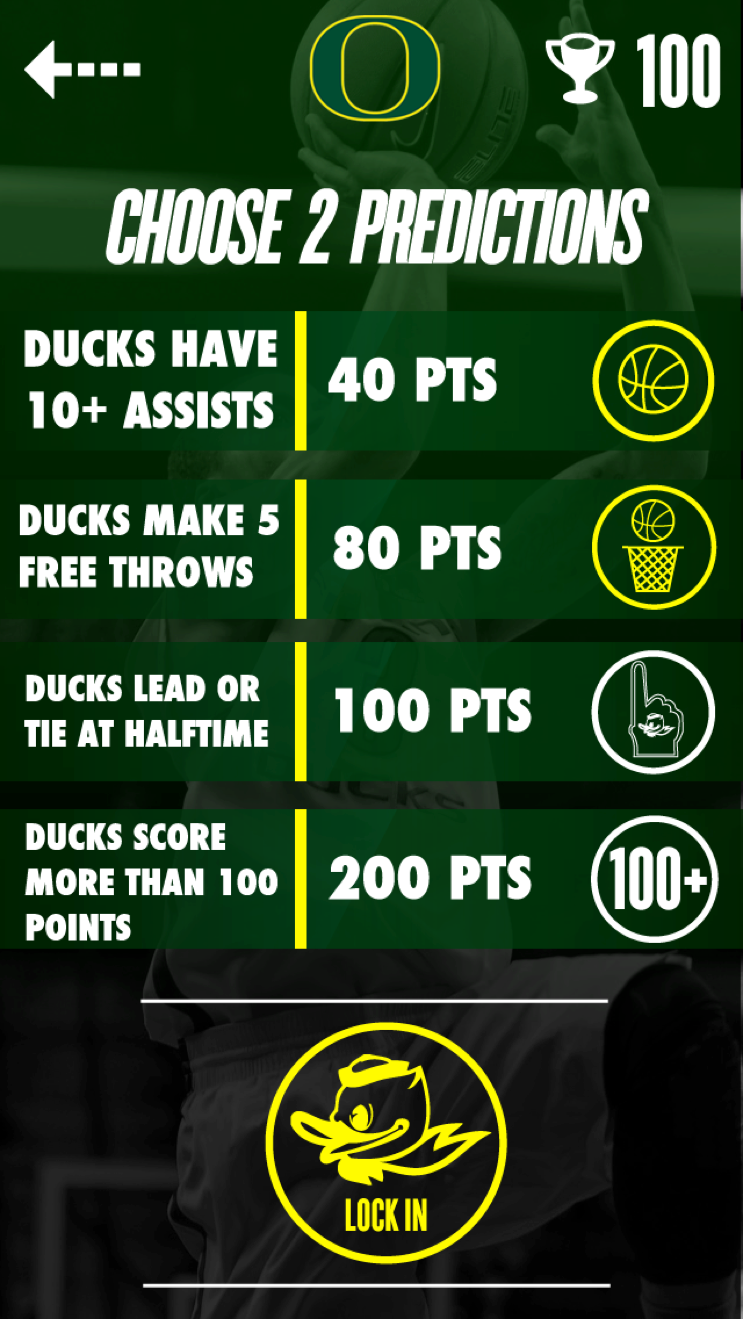 O
100
CHOOSE 2 PREDICTIONS
DUCKS HAVE
10+ ASSISTS
40 PTS
DUCKS MAKE 5
FREE THROWS
80 PTS
DUCKS LEAD OR
TIE AT HALFTIME
100 PTS
DUCKS SCORE
MORE THAN 100
POINTS
200 PTS
100+
LOCK IN